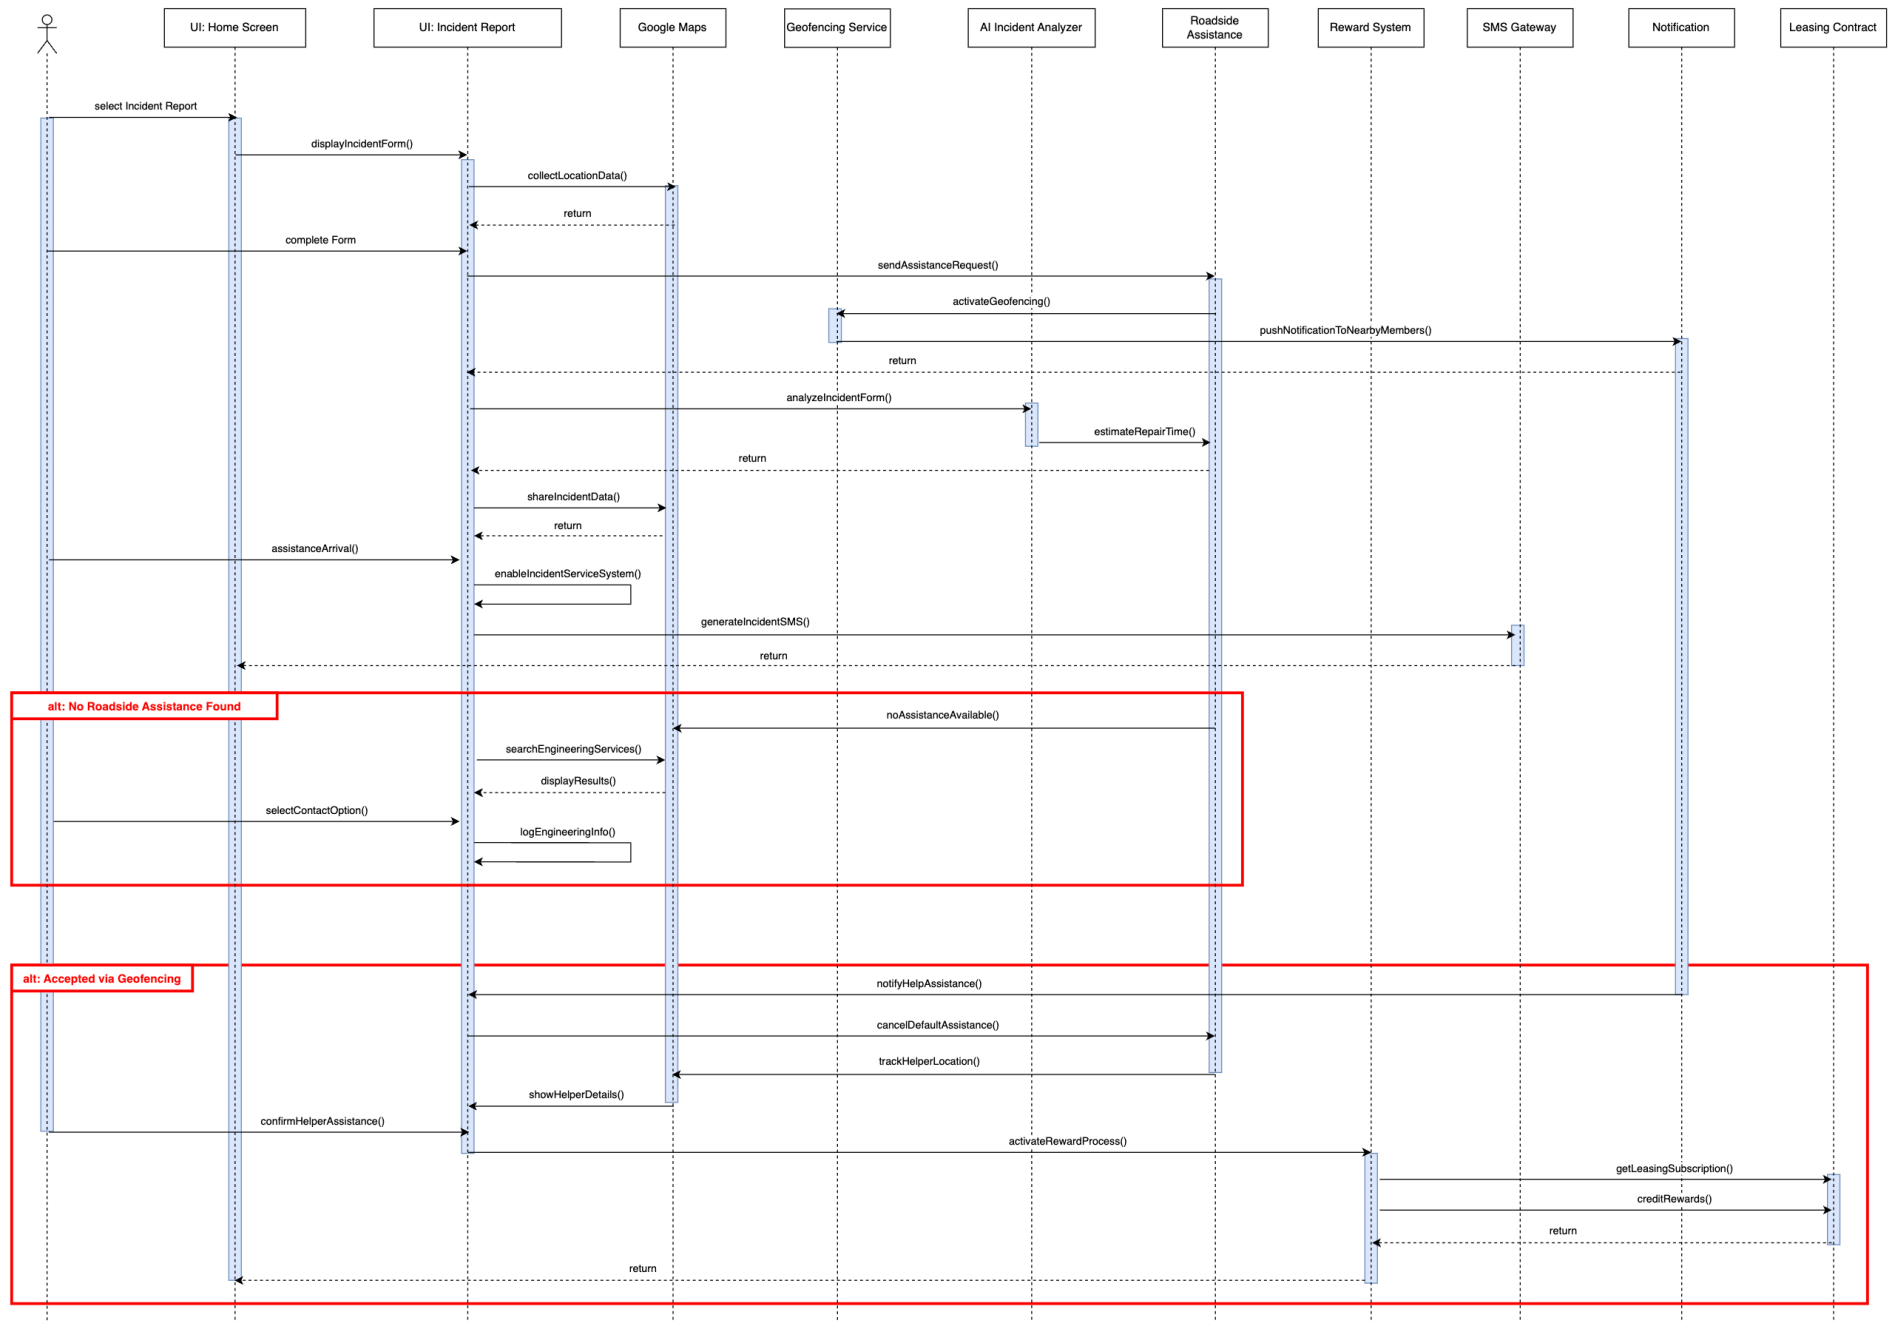 UI: Home Screen
UI: Incident Report
Google Maps
Geofencing Service
AI Incident Analyzer
Roadside
Assistance
Reward System
SMS Gateway
Notification
Leasing Contract
select Incident Report
displayIncidentForm()
collectLocationData()
return
complete Form
sendAssistanceRequest()
activateGeofencing()
pushNotificationToNearbyMembers()
return
analyzeIncidentForm()
estimateRepairTime()
return
shareIncidentData()
return
assistanceArrival()
enableIncidentServiceSystem()
generateIncidentSMS()
return
alt: No Roadside Assistance Found
noAssistanceAvailable()
searchEngineeringServices()
displayResults()
selectContactOption()
logEngineeringInfo()
alt: Accepted via Geofencing
notifyHelpAssistance()
cancelDefaultAssistance()
trackHelperLocation()
showHelperDetails()
confirmHelperAssistance()
activateRewardProcess()
getLeasingSubscription()
creditRewards()
return
return